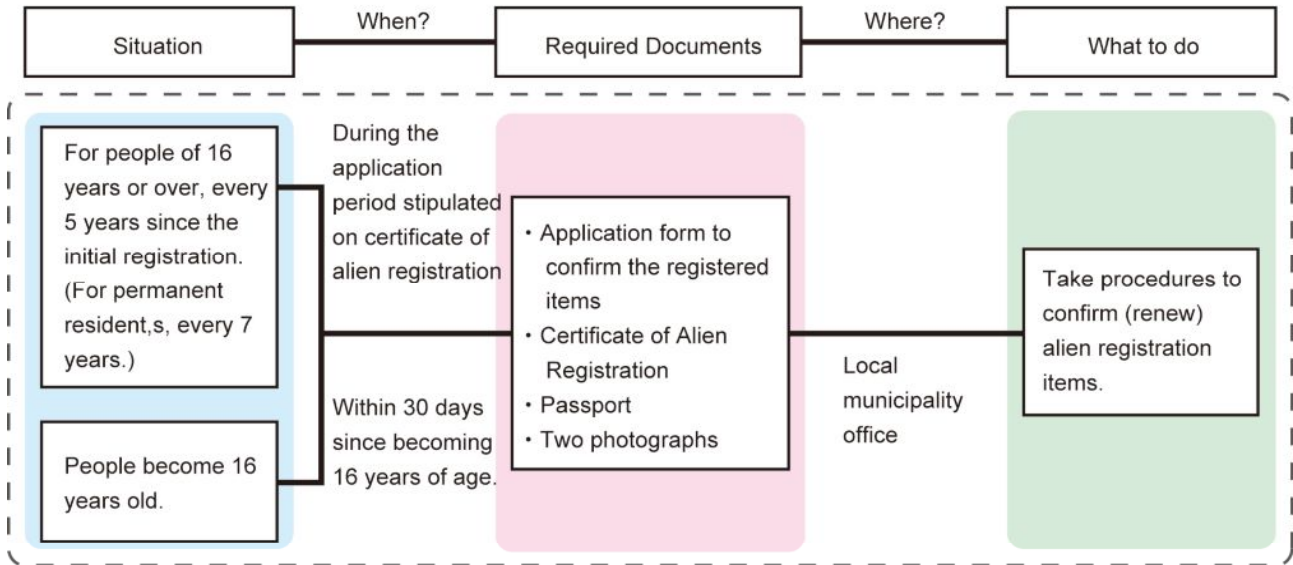 Situation
When?
Required Documents
Where?
What to do
For people of 16
years or over, every
5 years since the
initial registration.
(For permanent
resident,s, every 7
years.)
During the
application
period stipulated
on certificate of
alien registration
People become 16
years old.
Within 30 days
since becoming
16 years of age.
・Application form to
confirm the registered
items
・Certificate of Alien
Registration
・Passport
・Two photographs
Local
municipality
office
Take procedures to
confirm (renew)
alien registration
items.